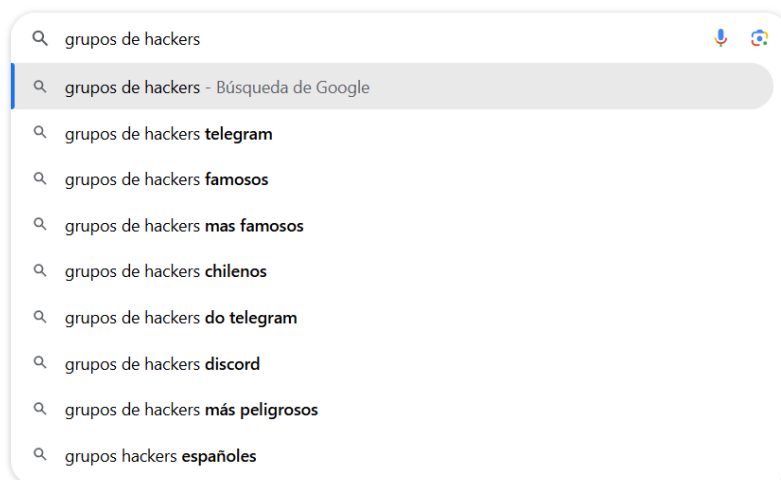 grupos de hackers
grupos de hackers - Búsqueda de Google
grupos de hackers telegram
grupos de hackers famosos
grupos de hackers mas famosos
grupos de hackers chilenos
grupos de hackers do telegram
grupos de hackers discord
grupos de hackers más peligrosos
grupos hackers españoles